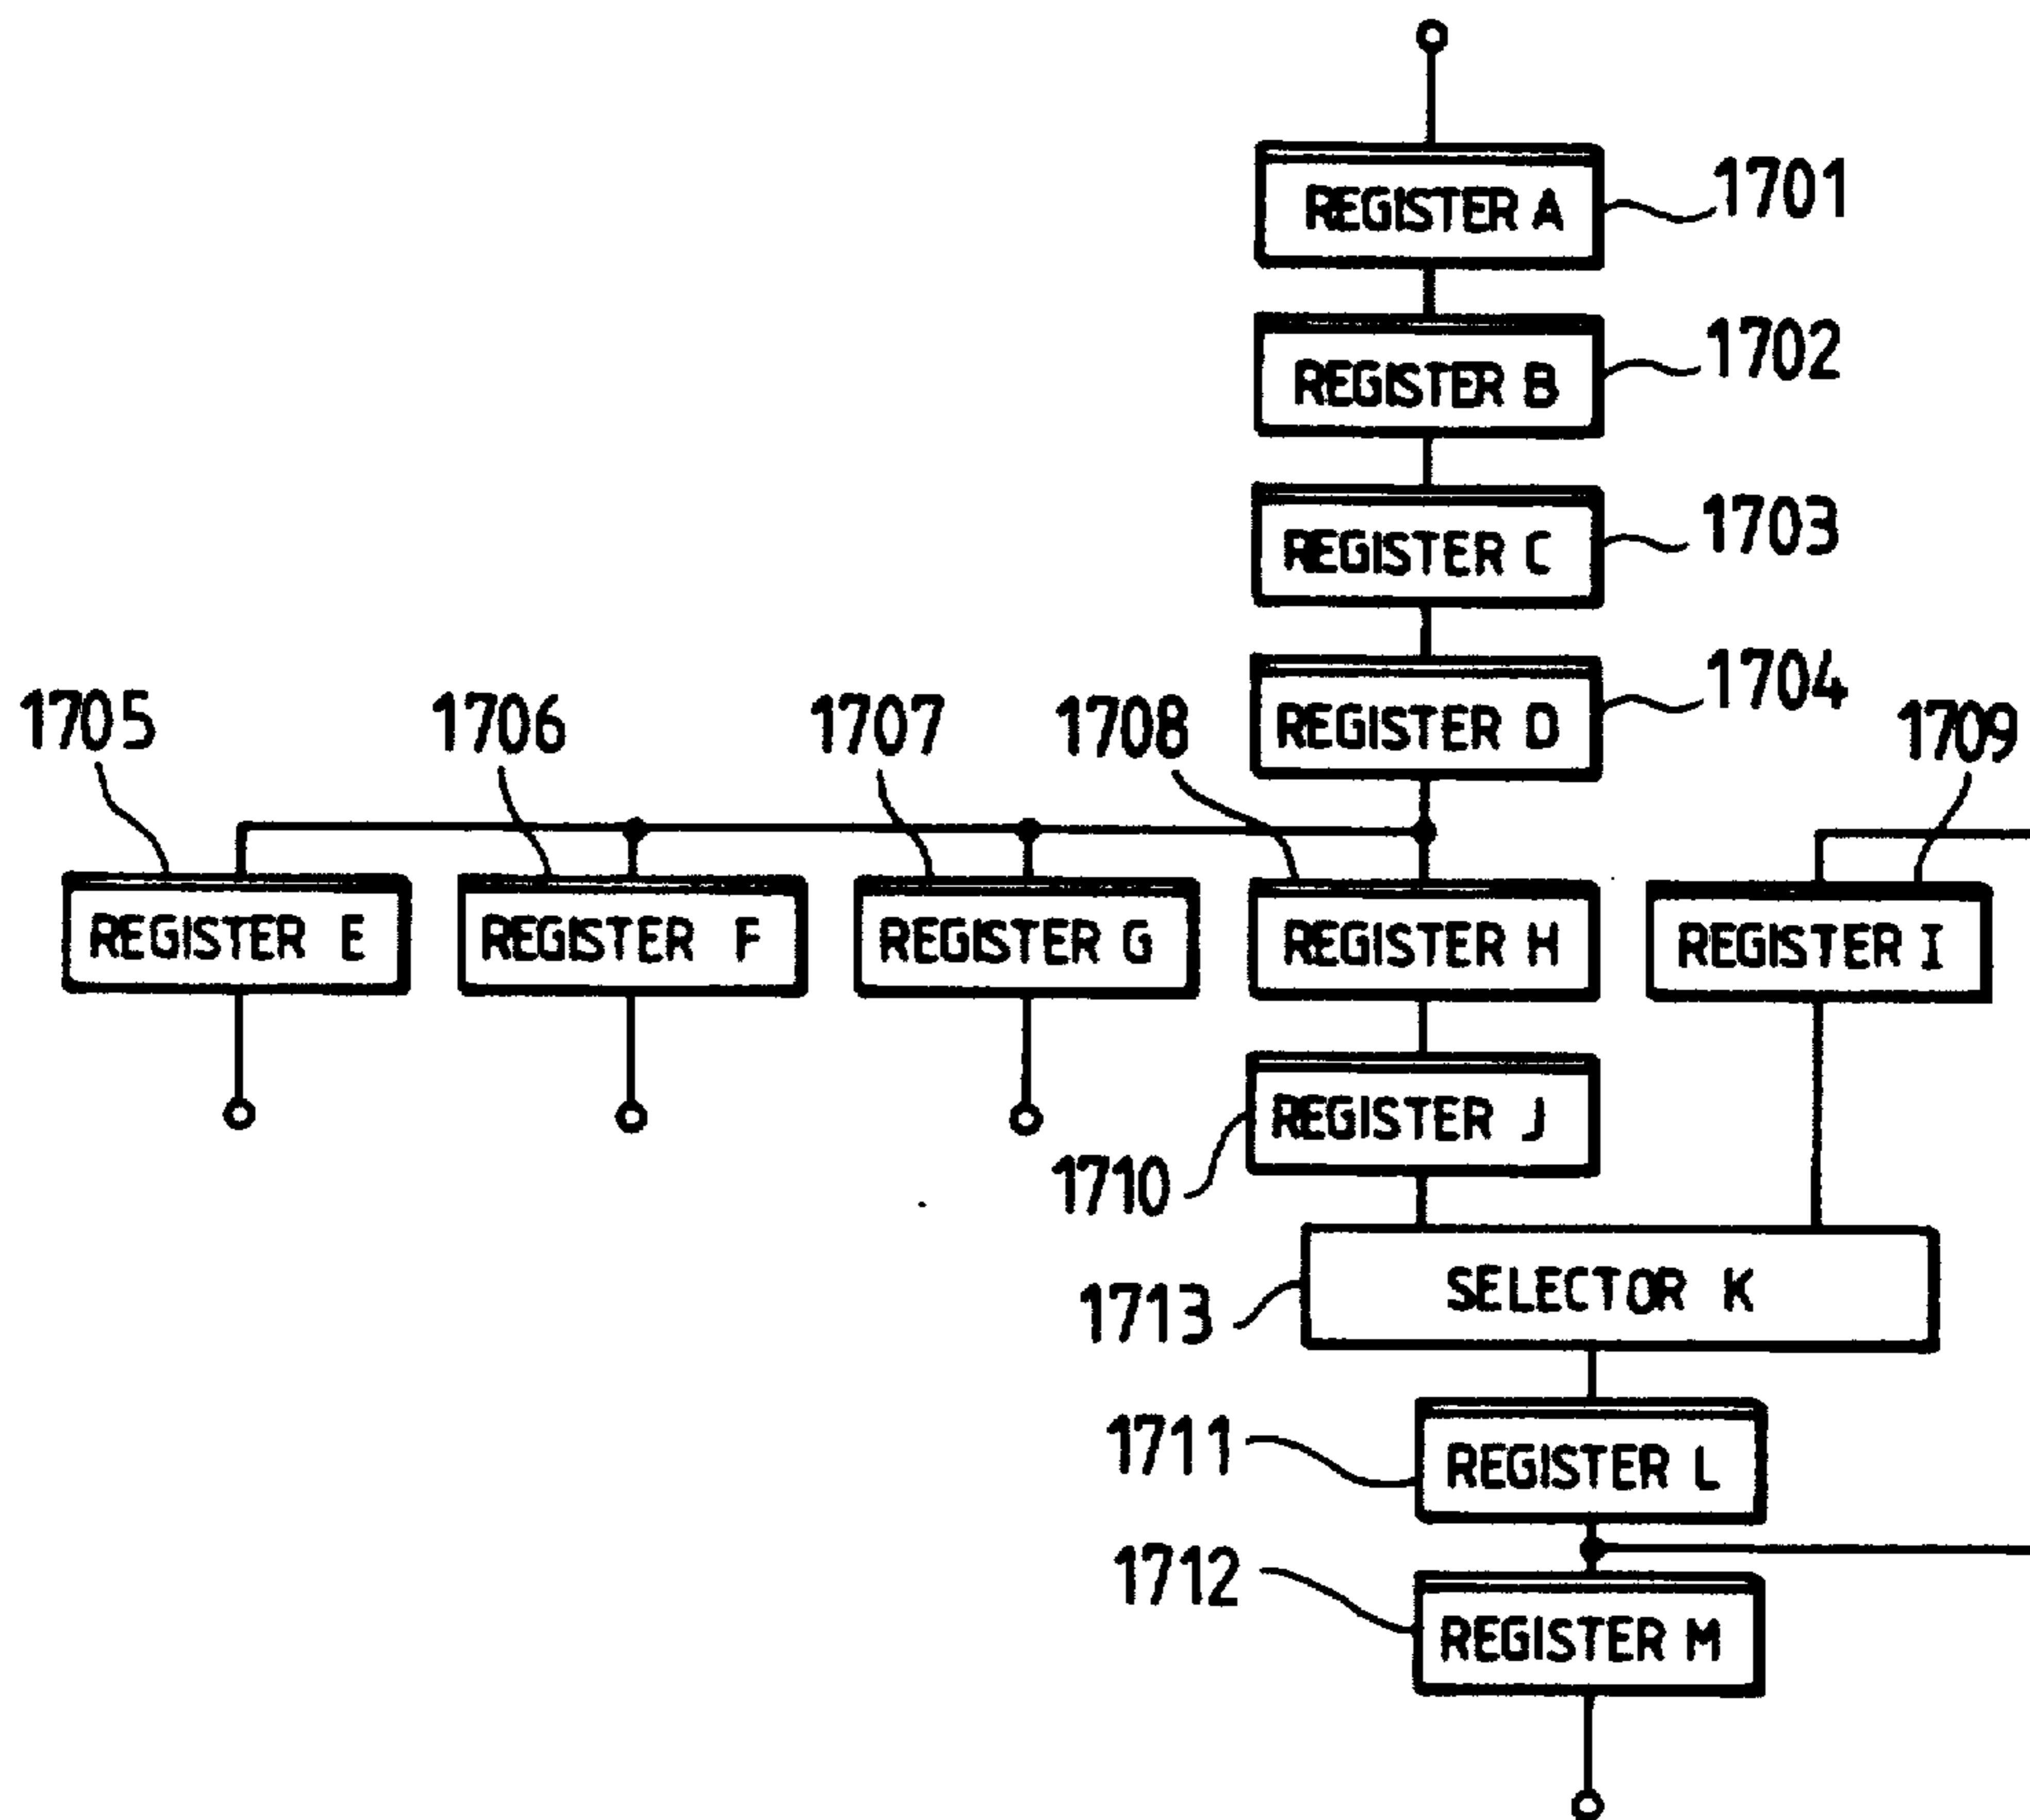 REGISTER A 1701
REGISTER B 1702
REGISTER C 1703
REGISTER D 1704
1705 1706 1707 1708 1709
REGISTER E REGISTER F REGISTER G REGISTER H REGISTER I
REGISTER J
1710
SELECTOR K
1713
1711 REGISTER L
1712 REGISTER M